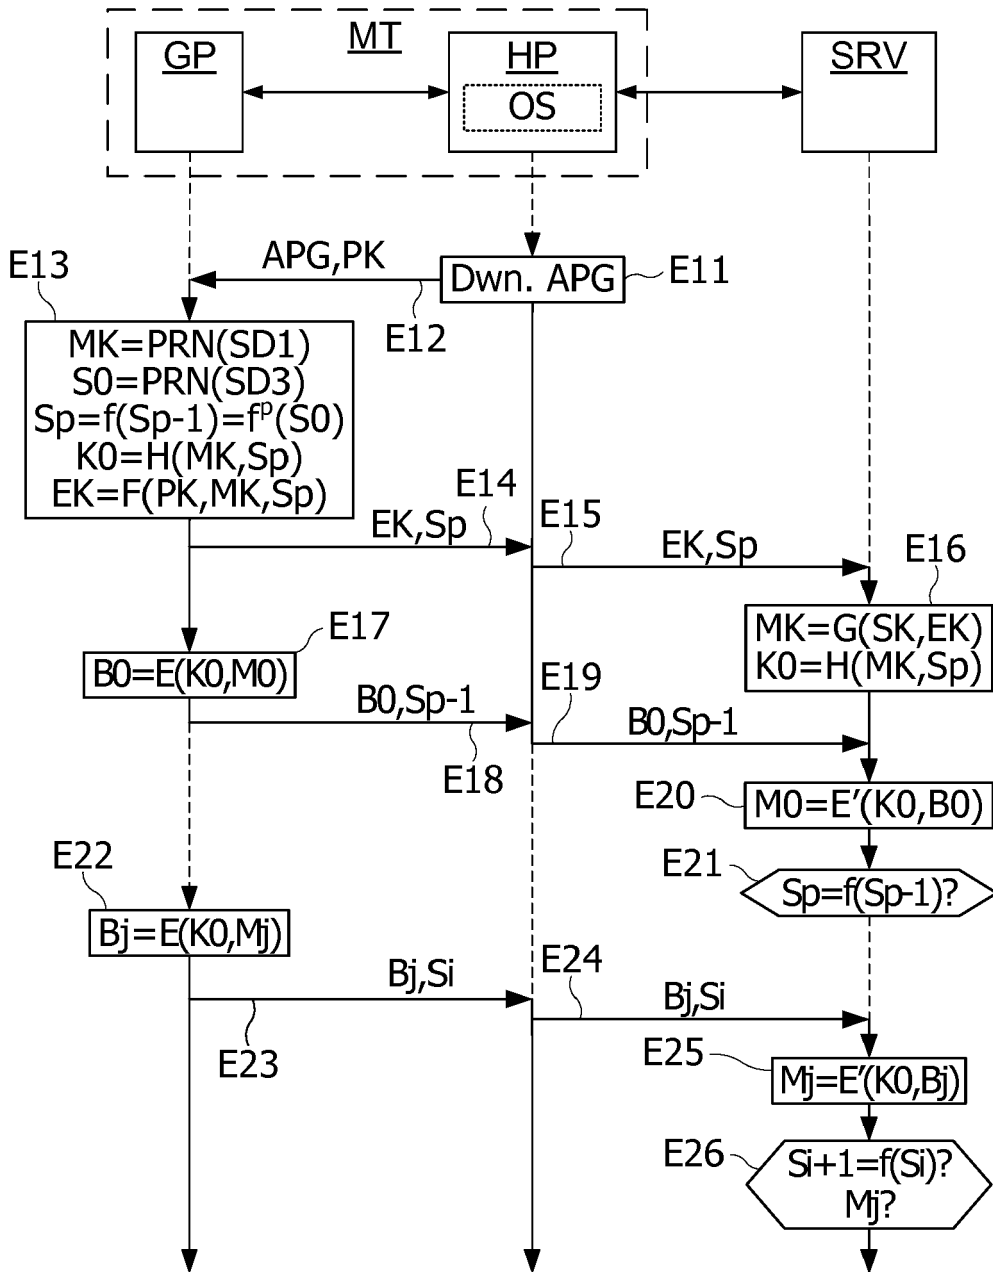 MT
GP
HP
SRV
OS
APG,PK
E13
Dwn. APG
E11
E12
MK=PRN(SD1)
S0=PRN(SD3)
Sp=f(Sp-1)=fᵖ(S0)
K0=H(MK,Sp)
EK=F(PK,MK,Sp)
E14
EK,Sp
E15
EK,Sp
E16
MK=G(SK,EK)
K0=H(MK,Sp)
E17
B0=E(K0,M0)
B0,Sp-1
E18
E19
B0,Sp-1
E20
M0=E'(K0,B0)
E21
Sp=f(Sp-1)?
E22
Bj=E(K0,Mj)
Bj,Si
E23
E24
Bj,Si
E25
Mj=E'(K0,Bj)
E26
Si+1=f(Si)?
Mj?